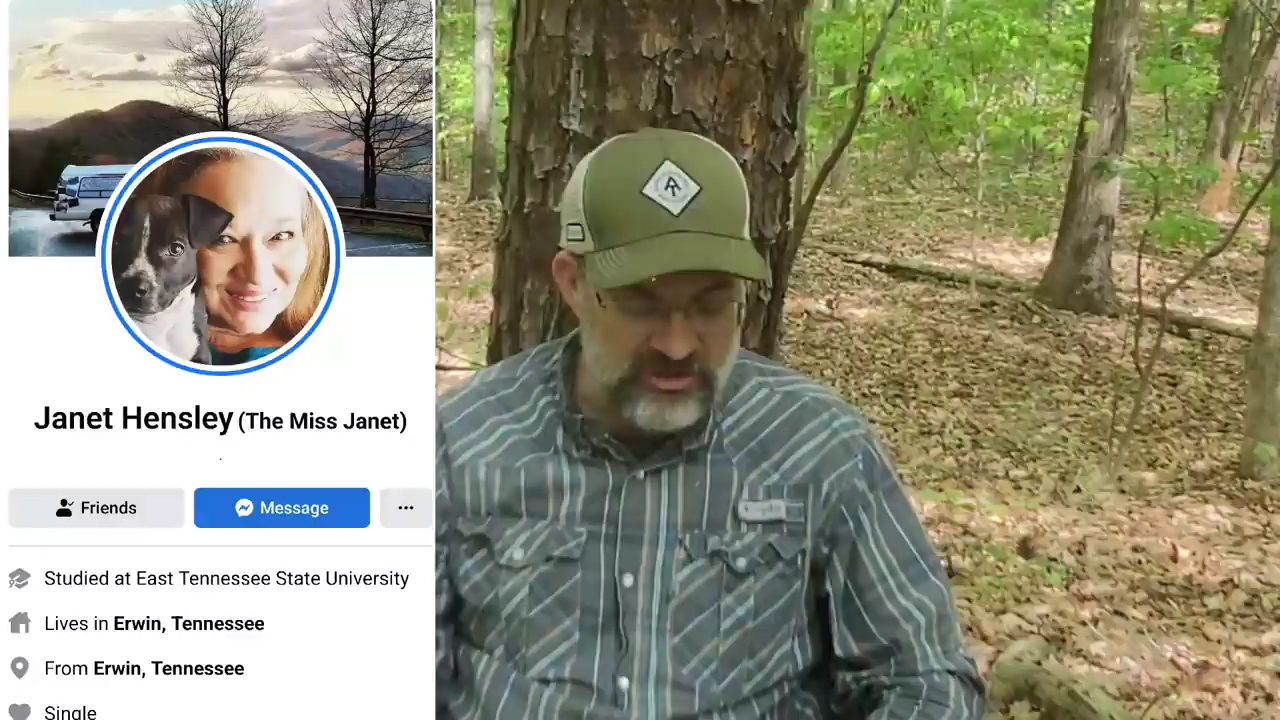 Janet Hensley (The Miss Janet)
.
Friends
Message
Studied at East Tennessee State University
Lives in Erwin, Tennessee
From Erwin, Tennessee
Single